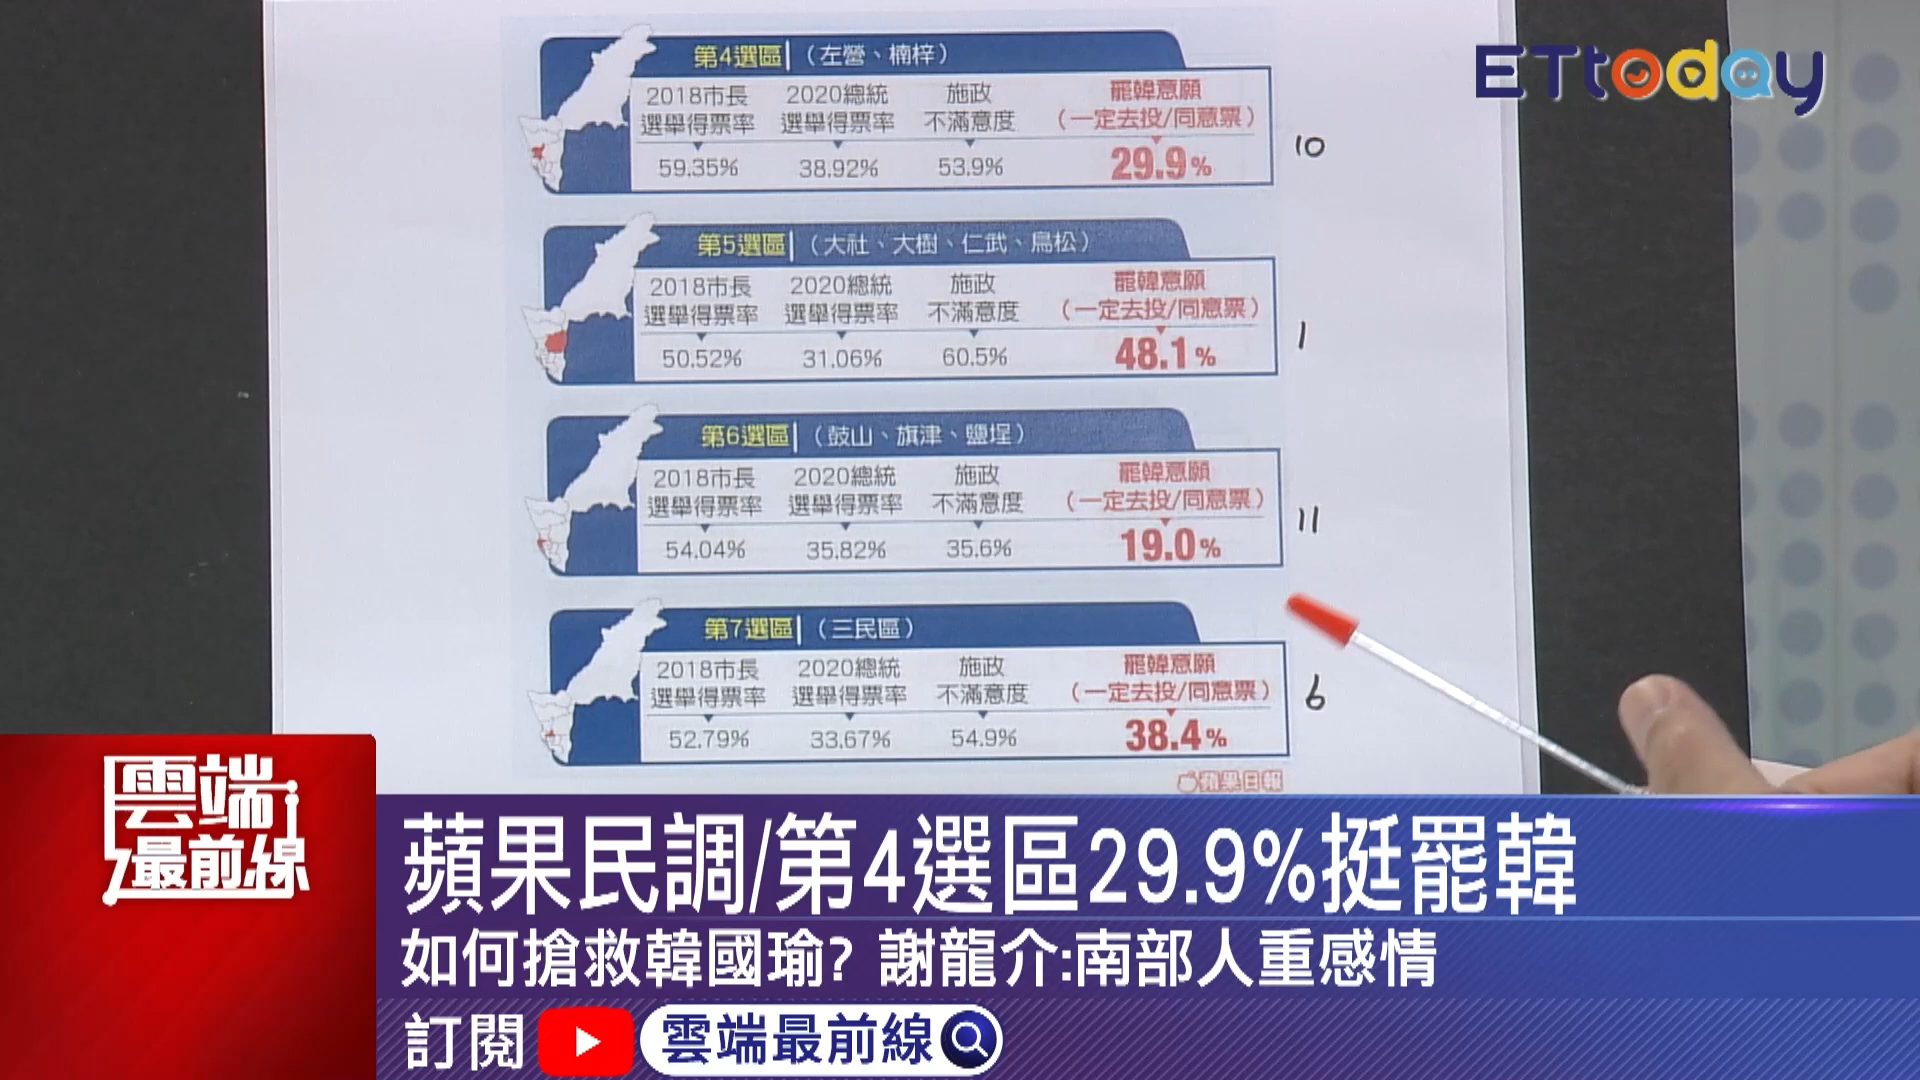 ETtoday
第4選區 (左營、楠梓)
2018市長 2020總統 施政 罷韓意願
選舉得票率 選舉得票率 不滿意度 (一定去投/同意票)
59.35% 38.92% 53.9% 29.9% 10
第5選區 (大社、大樹、仁武、鳥松)
2018市長 2020總統 施政 罷韓意願
選舉得票率 選舉得票率 不滿意度 (一定去投/同意票)
50.52% 31.06% 60.5% 48.1% 1
第6選區 (鼓山、旗津、鹽埕)
2018市長 2020總統 施政 罷韓意願
選舉得票率 選舉得票率 不滿意度 (一定去投/同意票)
54.04% 35.82% 35.6% 19.0% 11
第7選區 (三民區)
2018市長 2020總統 施政 罷韓意願
選舉得票率 選舉得票率 不滿意度 (一定去投/同意票)
52.79% 33.67% 54.9% 38.4% 6
蘋果日報
雲端
最前線
蘋果民調/第4選區29.9%挺罷韓
如何搶救韓國瑜? 謝龍介:南部人重感情
訂閱 雲端最前線